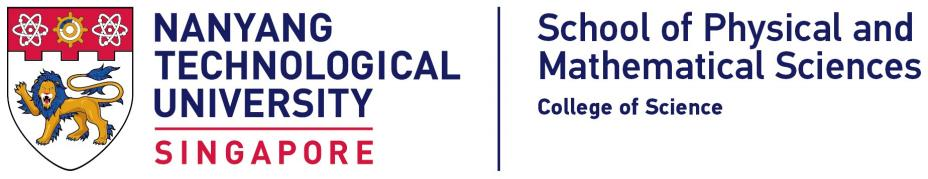 NANYANG
TECHNOLOGICAL
UNIVERSITY
SINGAPORE
School of Physical and
Mathematical Sciences
College of Science